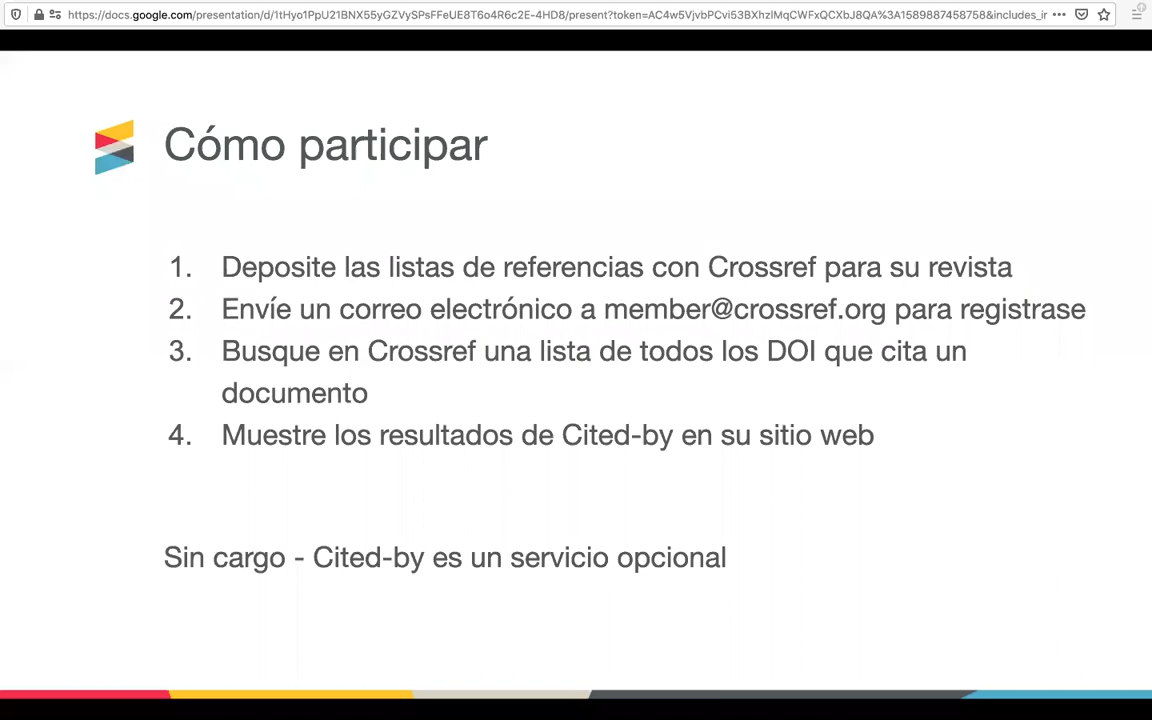 https://docs.google.com/presentation/d/1tHyo1PpU21BNX55yGZVySPsFFeUE8T6o4R6c2E-4HD8/present?token=AC4w5VjvbPCvi53BXhzlMqCWFxQCXbJ8QA%3A1589887458758&includes_ir
Cómo participar
1. Deposite las listas de referencias con Crossref para su revista
2. Envíe un correo electrónico a member@crossref.org para registrase
3. Busque en Crossref una lista de todos los DOI que cita un
documento
4. Muestre los resultados de Cited-by en su sitio web
Sin cargo - Cited-by es un servicio opcional